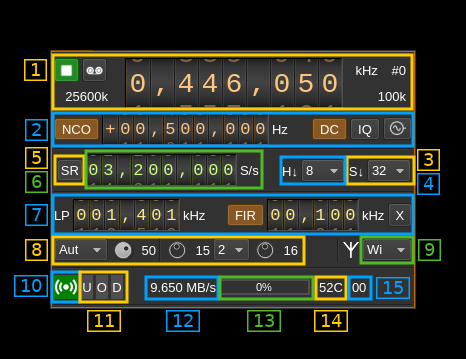 1
0,446,050
kHz
#0
25600k
100k
2
NCO
+00,500,000
Hz
DC
IQ
5
6
SR
03,200,000
S/s
H↓
8
S↓
32
3
4
7
LP
001,401
kHz
FIR
00,100
kHz
X
8
Aut
50
15
2
16
Wi
9
10
U
O
D
9.650 MB/s
0%
52C
00
15
11
12
13
14